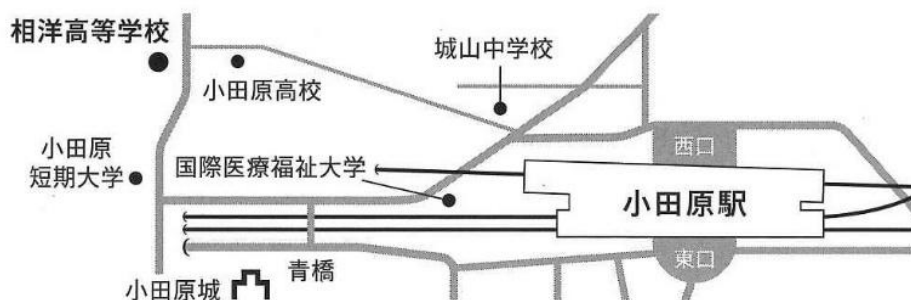 相洋高等学校
城山中学校
小田原高校
小田原
短期大学
国際医療福祉大学
西口
小田原駅
東口
青橋
小田原城